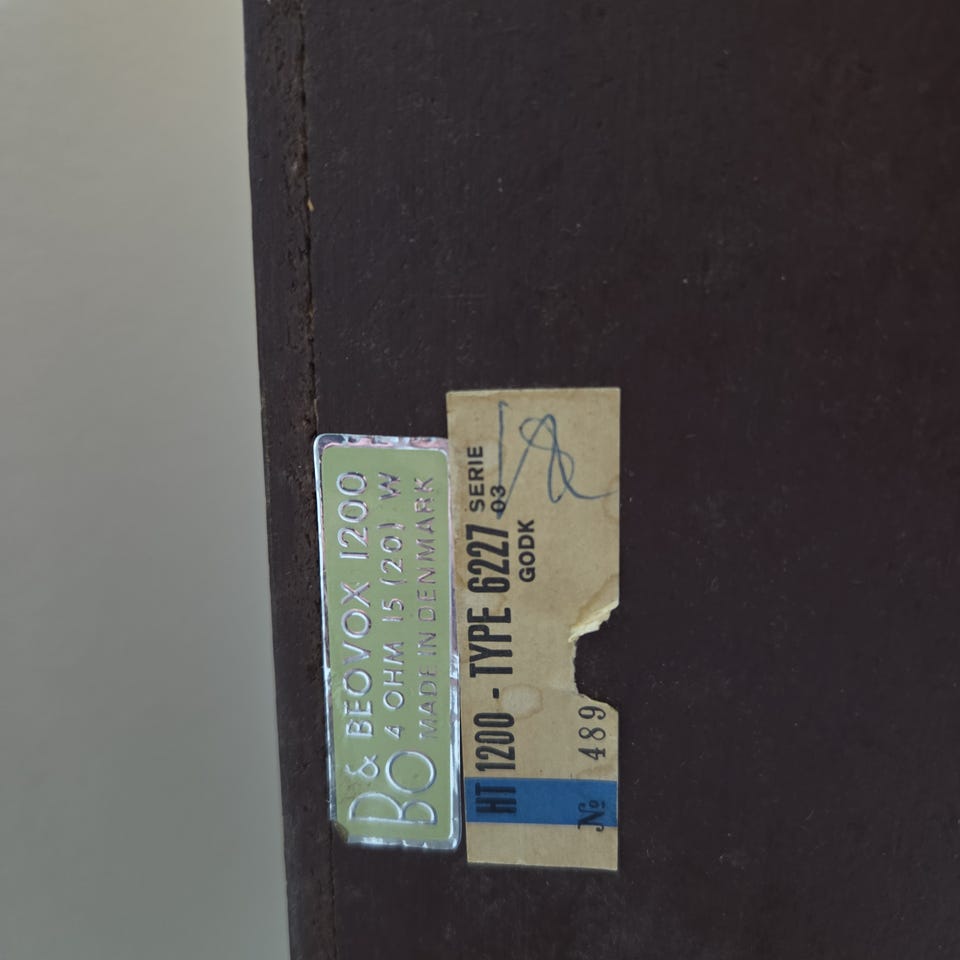 B&O BEOVOX 1200
4 OHM 15 (20) W
MADE IN DENMARK
HT 1200 - TYPE 6227 SERIE 03
GODK
№ 489